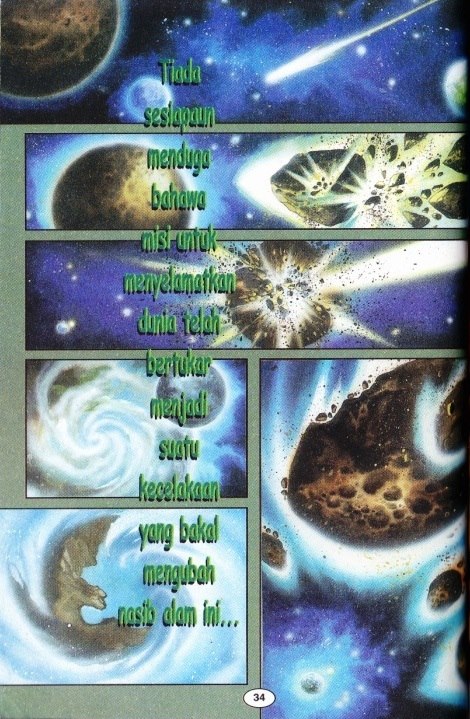 Tiada
sesiapaun
menduga
bahawa
misi untuk
menyelamatkan
dunia telah
bertukar
menjadi
suatu
kecelakaan
yang bakal
mengubah
nasib alam ini...
34